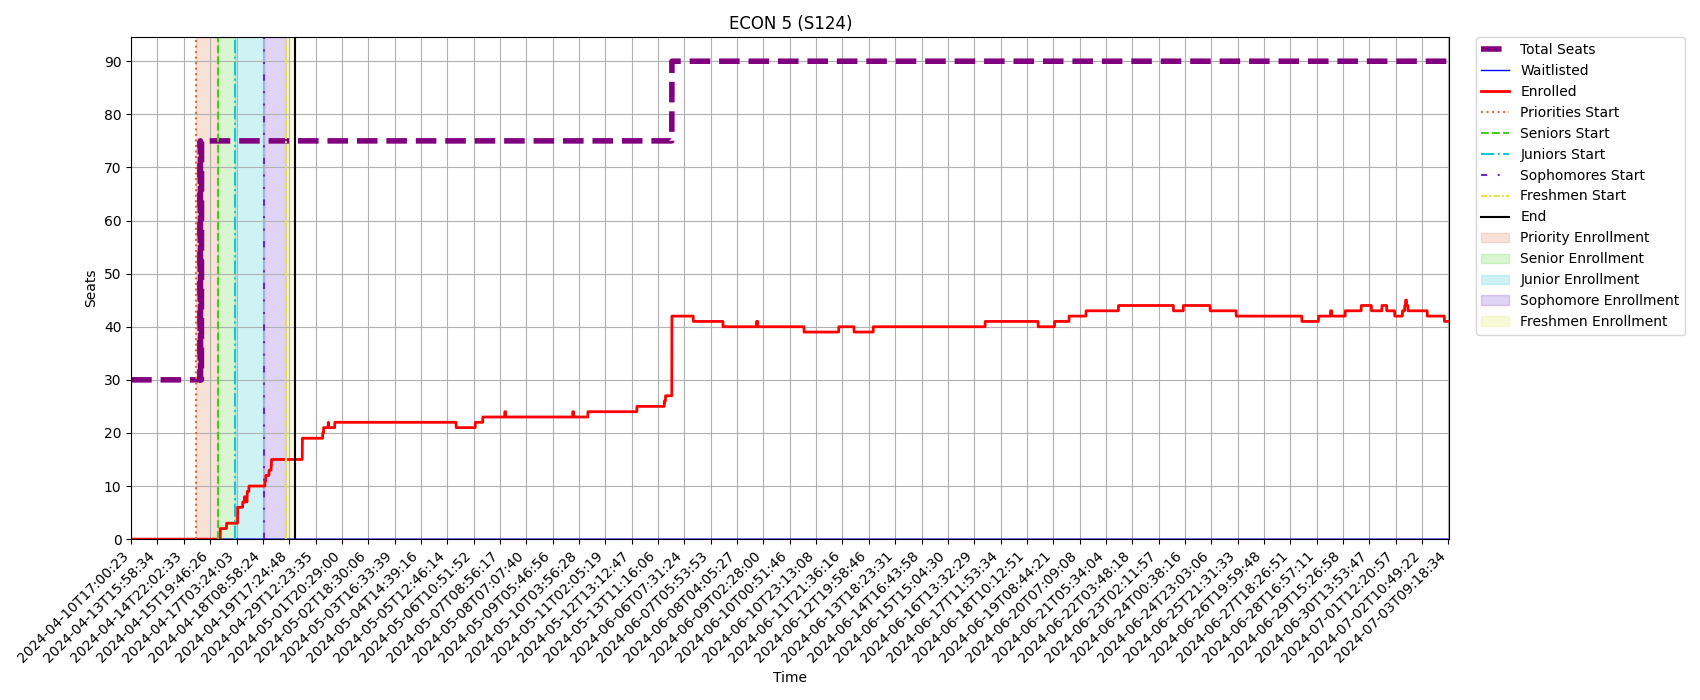 ECON 5 (S124)
90
80
70
60
50
40
30
20
10
0
Seats
2024-04-10T17:00:23
2024-04-13T15:58:34
2024-04-14T22:02:33
2024-04-15T19:46:26
2024-04-17T03:24:03
2024-04-18T08:58:24
2024-04-19T17:24:48
2024-04-29T12:23:35
2024-05-01T20:29:00
2024-05-02T18:30:06
2024-05-03T16:33:39
2024-05-04T14:39:16
2024-05-05T12:46:14
2024-05-06T10:51:52
2024-05-07T08:56:17
2024-05-08T07:07:40
2024-05-09T05:46:56
2024-05-10T03:56:28
2024-05-11T02:05:19
2024-05-12T13:12:47
2024-05-13T11:16:06
2024-06-06T07:31:24
2024-06-07T05:53:53
2024-06-08T04:05:27
2024-06-09T02:28:00
2024-06-10T00:51:46
2024-06-10T23:13:08
2024-06-11T21:36:16
2024-06-12T19:58:46
2024-06-13T18:23:31
2024-06-14T16:43:58
2024-06-15T15:04:30
2024-06-16T13:32:29
2024-06-17T11:53:34
2024-06-18T10:12:51
2024-06-19T08:44:21
2024-06-20T07:09:08
2024-06-21T05:34:04
2024-06-22T03:48:18
2024-06-23T02:11:57
2024-06-24T00:38:16
2024-06-24T23:03:06
2024-06-25T21:31:33
2024-06-26T19:59:48
2024-06-27T18:26:51
2024-06-28T16:57:11
2024-06-29T15:26:58
2024-06-30T13:53:47
2024-07-01T12:20:57
2024-07-02T10:49:22
2024-07-03T09:18:34
Time
Total Seats
Waitlisted
Enrolled
Priorities Start
Seniors Start
Juniors Start
Sophomores Start
Freshmen Start
End
Priority Enrollment
Senior Enrollment
Junior Enrollment
Sophomore Enrollment
Freshmen Enrollment